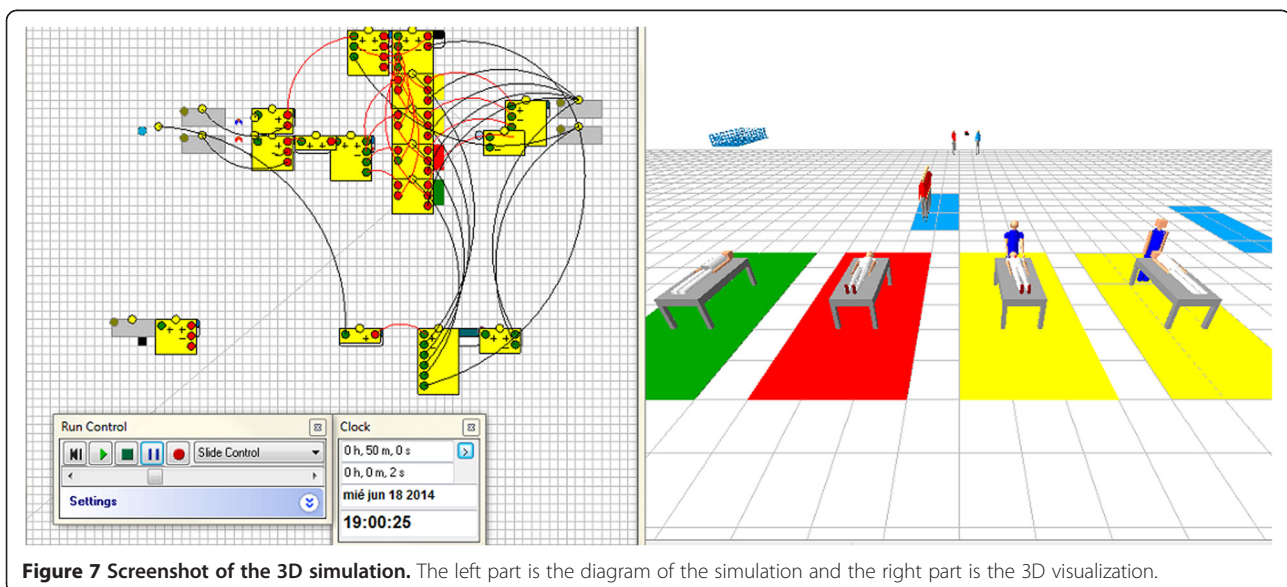 Run Control
Slide Control
Settings
Clock
0 h, 50 m, 0 s
0 h, 0 m, 2 s
mié jun 18 2014
19:00:25
Figure 7 Screenshot of the 3D simulation. The left part is the diagram of the simulation and the right part is the 3D visualization.